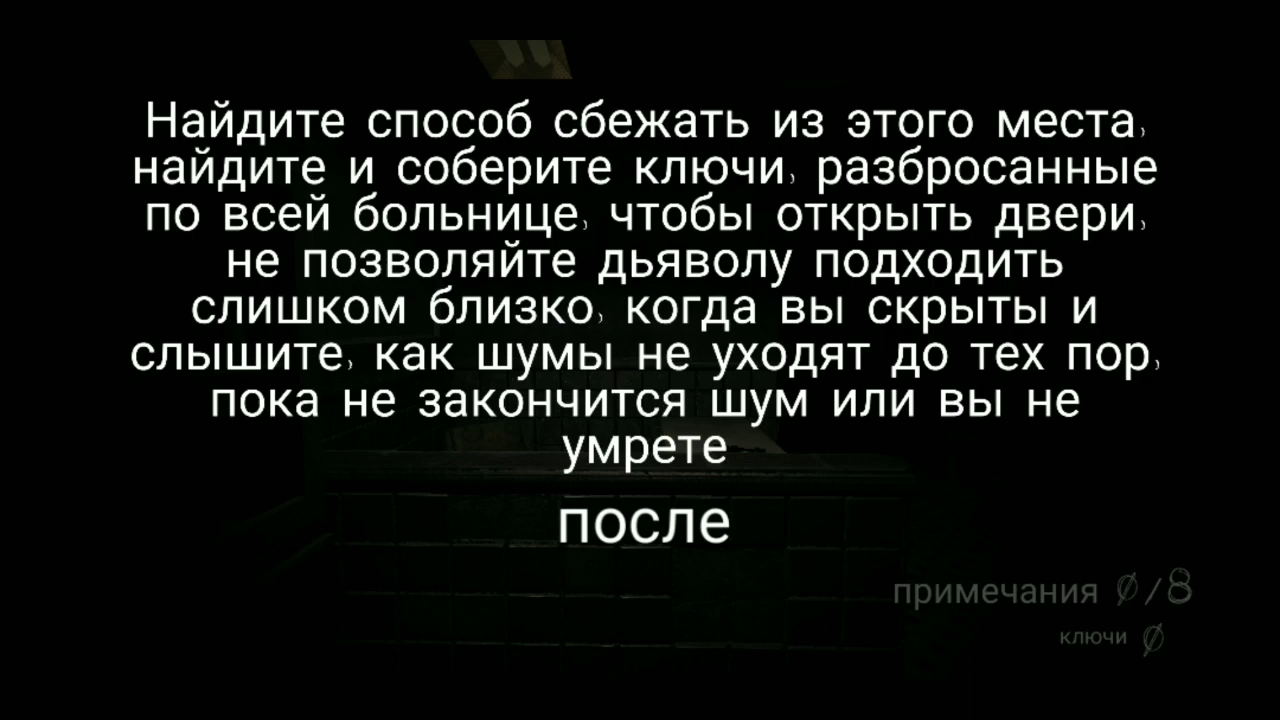 Найдите способ сбежать из этого места,
найдите и соберите ключи, разбросанные
по всей больнице, чтобы открыть двери,
не позволяйте дьяволу подходить
слишком близко, когда вы скрыты и
слышите, как шумы не уходят до тех пор,
пока не закончится шум или вы не
умрете
после
примечания 0/8
ключи 0